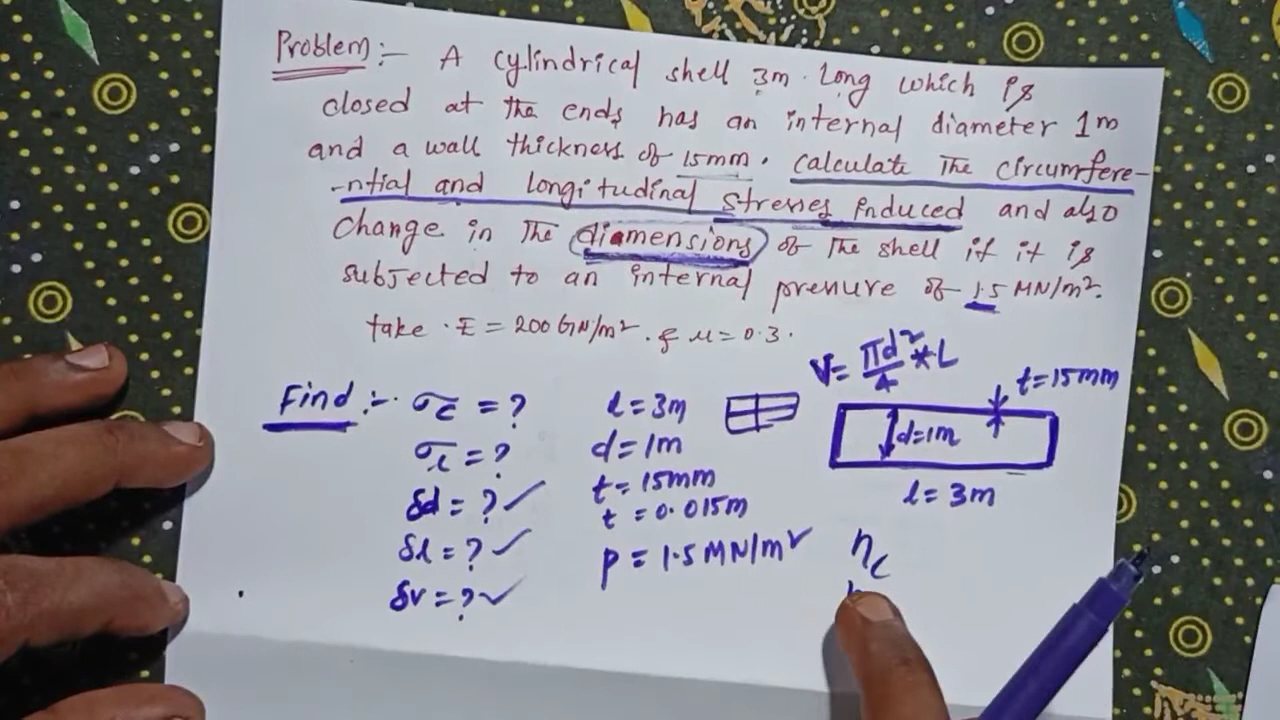 Problem:- A cylindrical shell 3m. Long which is
closed at the ends has an internal diameter 1m
and a wall thickness of 15mm. calculate The circumfere-
-ntial and longitudinal stresses induced and also
change in The diamensions of The shell if it is
subjected to an internal pressure of 1.5 MN/m².
take E = 200 GN/m². & μ = 0.3.
V = πd²/4 * L
t = 15mm
Find :- σc = ?
σL = ?
δd = ? ✓
δl = ? ✓
δv = ? ✓
l = 3m
d = 1m
t = 15mm
t = 0.015m
P = 1.5 MN/m²
d = 1m
l = 3m
ηc